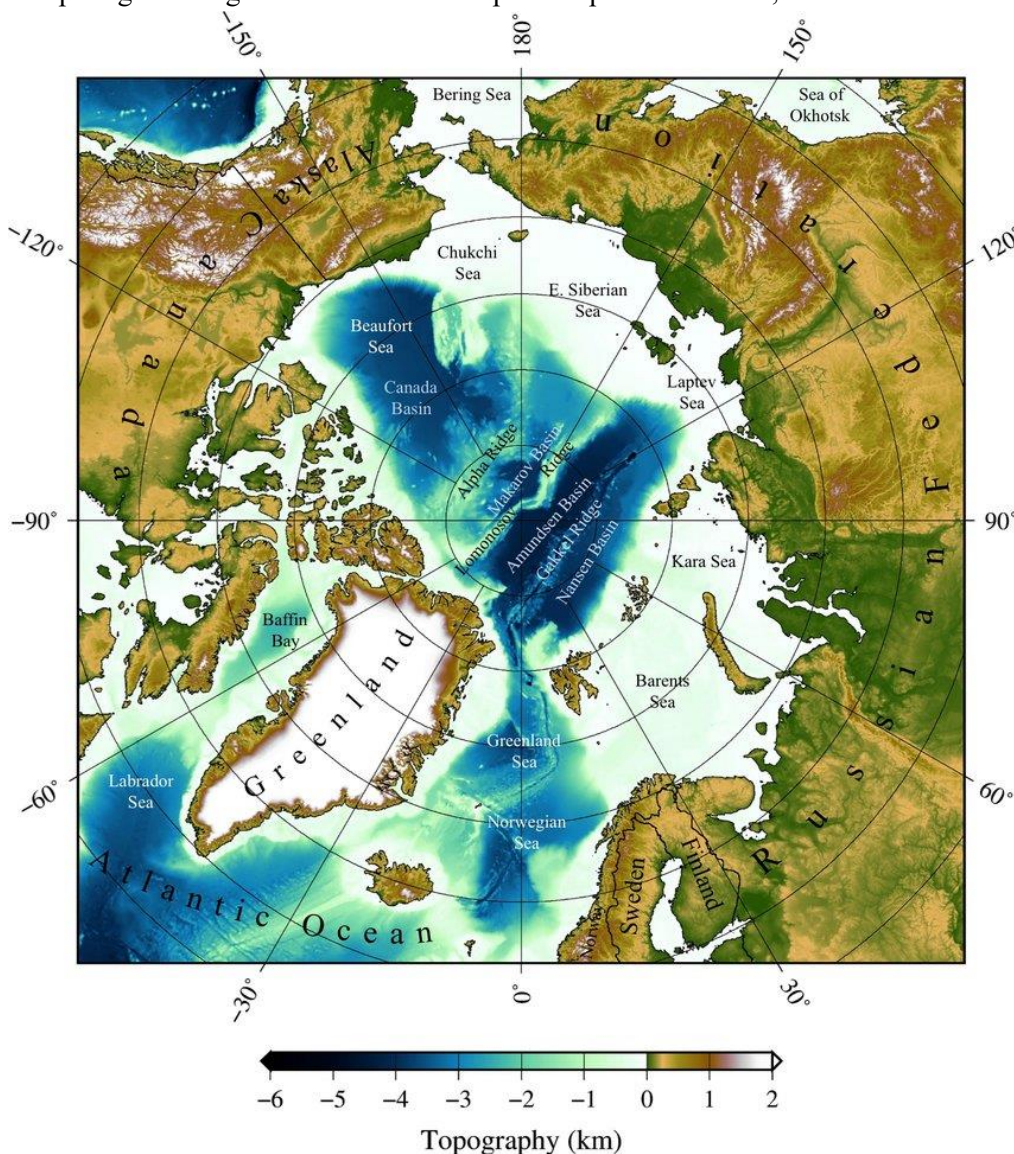 −150°
180°
150°
Bering Sea
Sea of
Okhotsk
Alaska
Canada
−120°
120°
Chukchi
Sea
E. Siberian
Sea
Beaufort
Sea
Laptev
Sea
Canada
Basin
Alpha Ridge
Makarov Basin
Lomonosov Ridge
Amundsen Basin
Gakkel Ridge
Nansen Basin
−90°
90°
Kara Sea
Russian Federation
Baffin
Bay
Greenland
Barents
Sea
Greenland
Sea
Labrador
Sea
−60°
60°
Norwegian
Sea
Atlantic Ocean
Norway
Sweden
Finland
−30°
0°
30°
−6 −5 −4 −3 −2 −1 0 1 2
Topography (km)